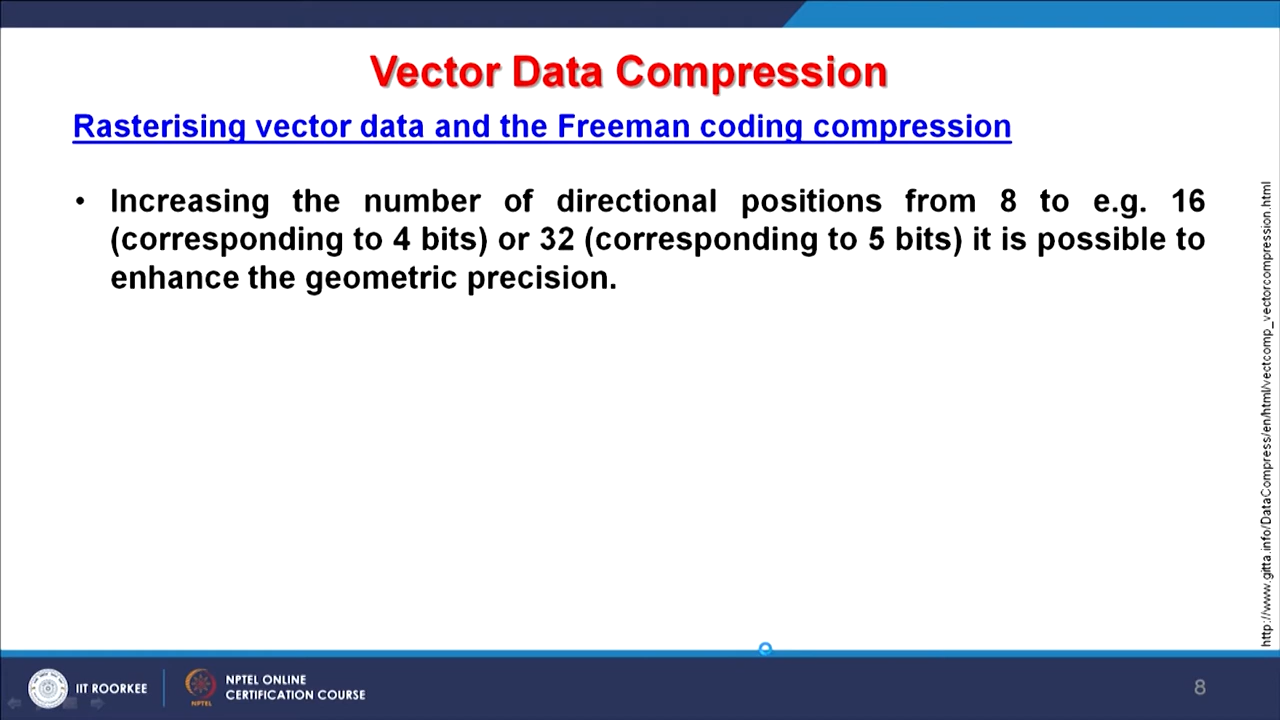 Vector Data Compression
Rasterising vector data and the Freeman coding compression
• Increasing the number of directional positions from 8 to e.g. 16
(corresponding to 4 bits) or 32 (corresponding to 5 bits) it is possible to
enhance the geometric precision.
http://www.gitta.info/DataCompress/en/html/vectcomp_vectorcompression.html
IIT ROORKEE
NPTEL
NPTEL ONLINE
CERTIFICATION COURSE
8